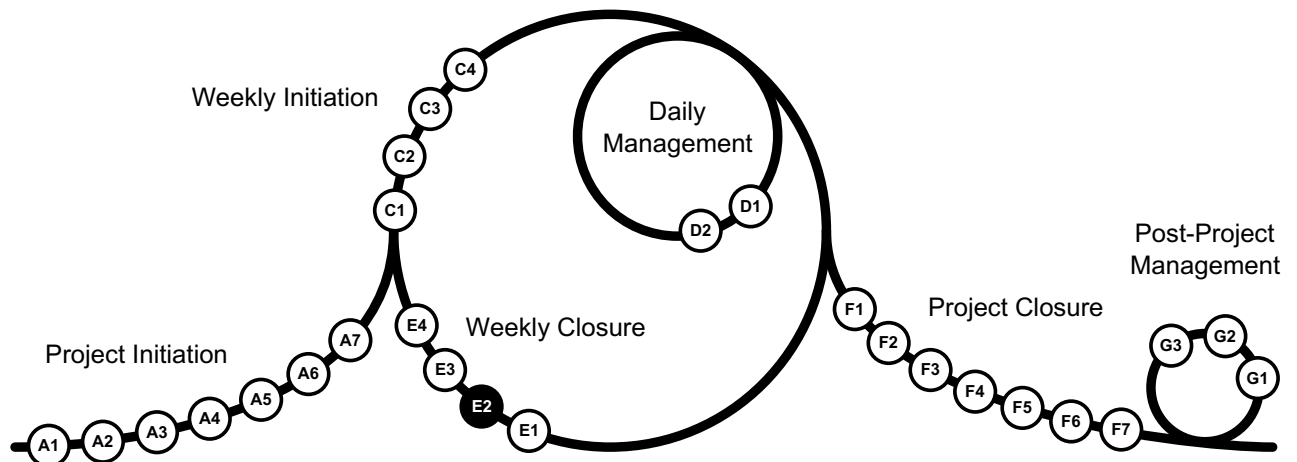 Project Initiation
A1
A2
A3
A4
A5
A6
A7
Weekly Initiation
C1
C2
C3
C4
Daily
Management
D1
D2
Weekly Closure
E1
E2
E3
E4
Project Closure
F1
F2
F3
F4
F5
F6
F7
Post-Project
Management
G1
G2
G3